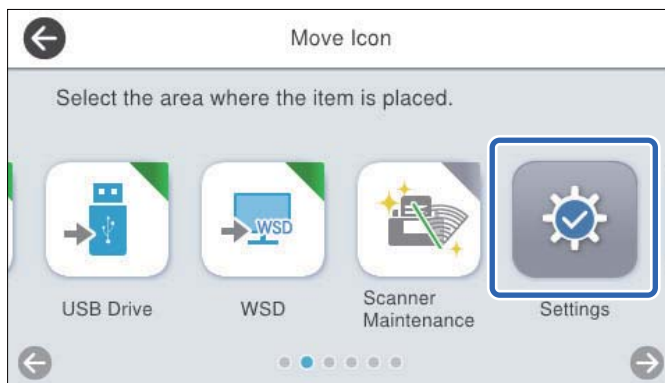 Move Icon
Select the area where the item is placed.
WSD
USB Drive
WSD
Scanner
Maintenance
Settings